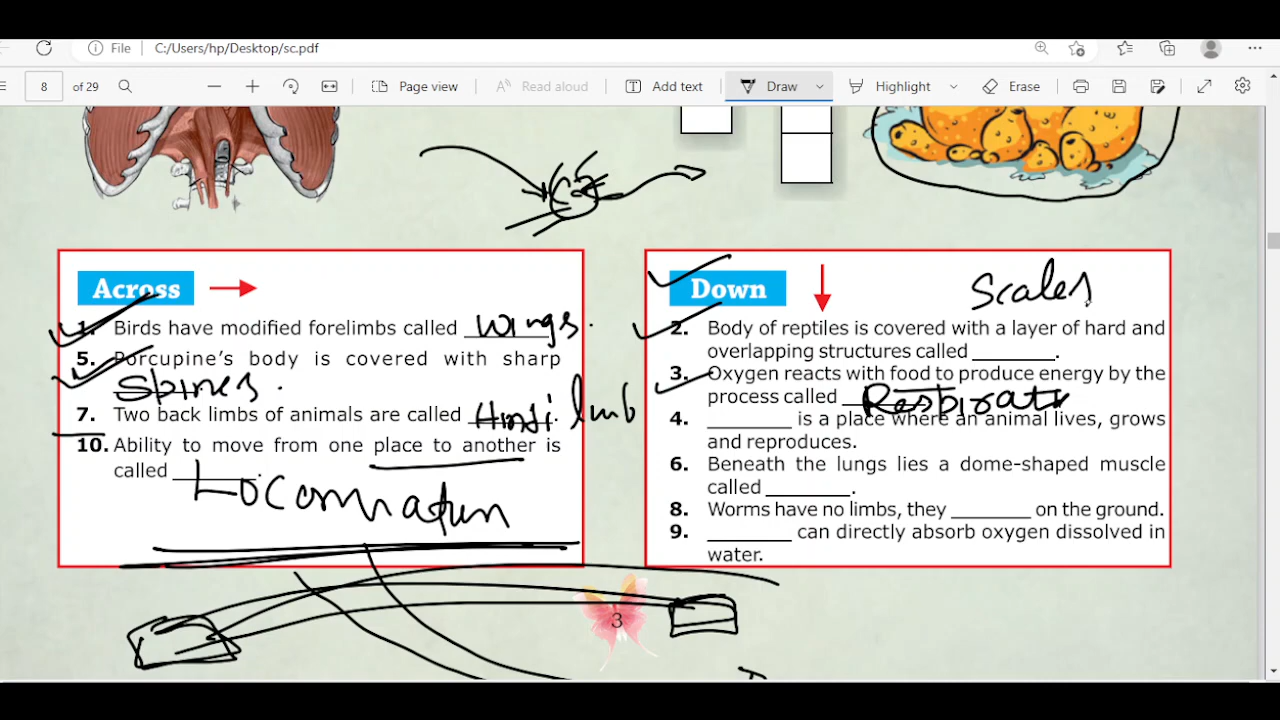 File C:/Users/hp/Desktop/sc.pdf
8 of 29 Page view Read aloud Add text Draw Highlight Erase
Across
1. Birds have modified forelimbs called ________ wings.
5. Porcupine's body is covered with sharp
Spines.
7. Two back limbs of animals are called ________. Hind limb
10. Ability to move from one place to another is
called ________.
Locomation
Down
Scales
2. Body of reptiles is covered with a layer of hard and
overlapping structures called ________.
3. Oxygen reacts with food to produce energy by the
process called ________ Respirati
4. ________ is a place where an animal lives, grows
and reproduces.
6. Beneath the lungs lies a dome-shaped muscle
called ________.
8. Worms have no limbs, they ________ on the ground.
9. ________ can directly absorb oxygen dissolved in
water.
3